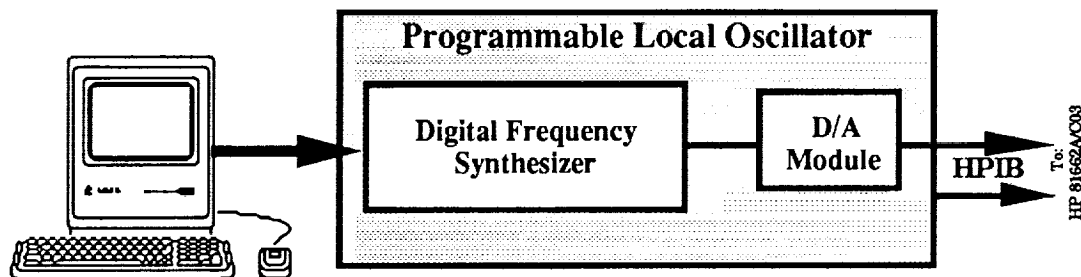 Programmable Local Oscillator
Digital Frequency
Synthesizer
D/A
Module
HPIB
To:
HP 81662A/C03